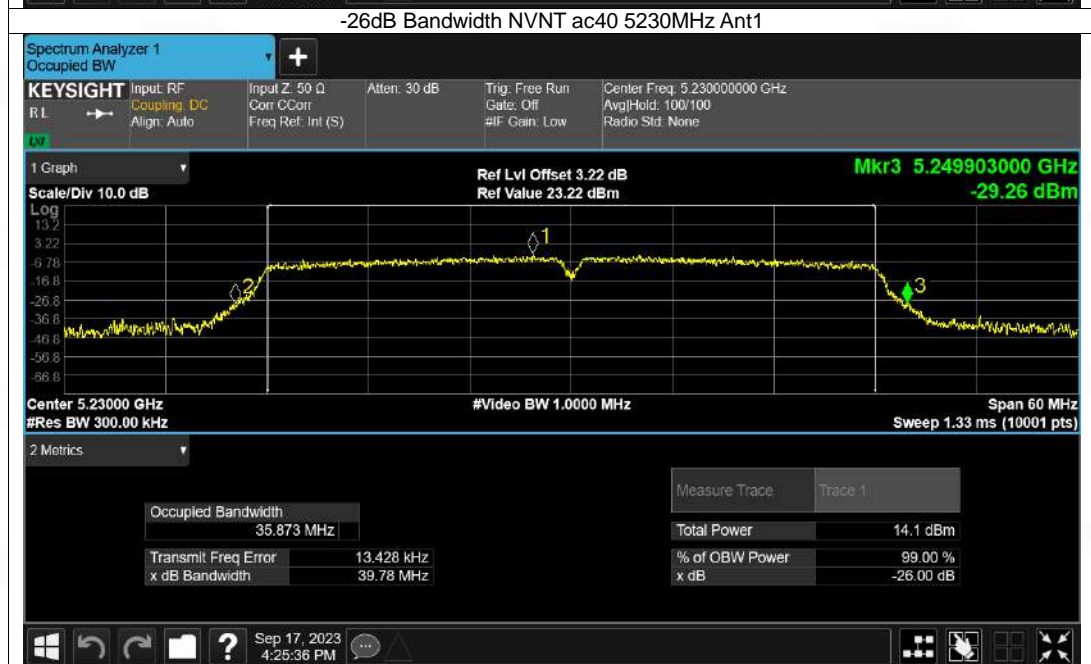 -26dB Bandwidth NVNT ac40 5230MHz Ant1
Spectrum Analyzer 1
Occupied BW
+
KEYSIGHT Input: RF Input Z: 50 Ω Atten: 30 dB Trig: Free Run Center Freq: 5.230000000 GHz
RL Coupling: DC Corr CCorr Gate: Off Avg|Hold: 100/100
Align: Auto Freq Ref: Int (S) #IF Gain: Low Radio Std: None
LXI
1 Graph Ref Lvl Offset 3.22 dB Mkr3 5.249903000 GHz
Scale/Div 10.0 dB Ref Value 23.22 dBm -29.26 dBm
Log
13.2
3.22
-6.78
-16.8
-26.8
-36.8
-46.8
-56.8
-66.8
1
2
3
Center 5.23000 GHz #Video BW 1.0000 MHz Span 60 MHz
#Res BW 300.00 kHz Sweep 1.33 ms (10001 pts)
2 Metrics
Measure Trace Trace 1
Occupied Bandwidth
35.873 MHz Total Power 14.1 dBm
Transmit Freq Error 13.428 kHz % of OBW Power 99.00 %
x dB Bandwidth 39.78 MHz x dB -26.00 dB
? Sep 17, 2023
4:25:36 PM